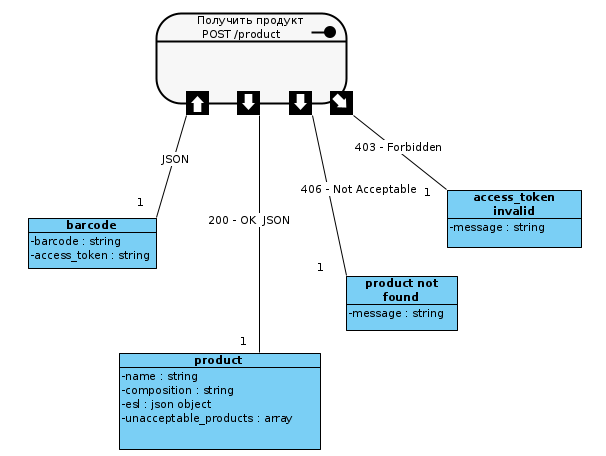 Получить продукт
POST /product
JSON
403 - Forbidden
406 - Not Acceptable
200 - OK JSON
1
1
1
1
access_token
invalid
-message : string
barcode
-barcode : string
-access_token : string
product not
found
-message : string
product
-name : string
-composition : string
-esl : json object
-unacceptable_products : array